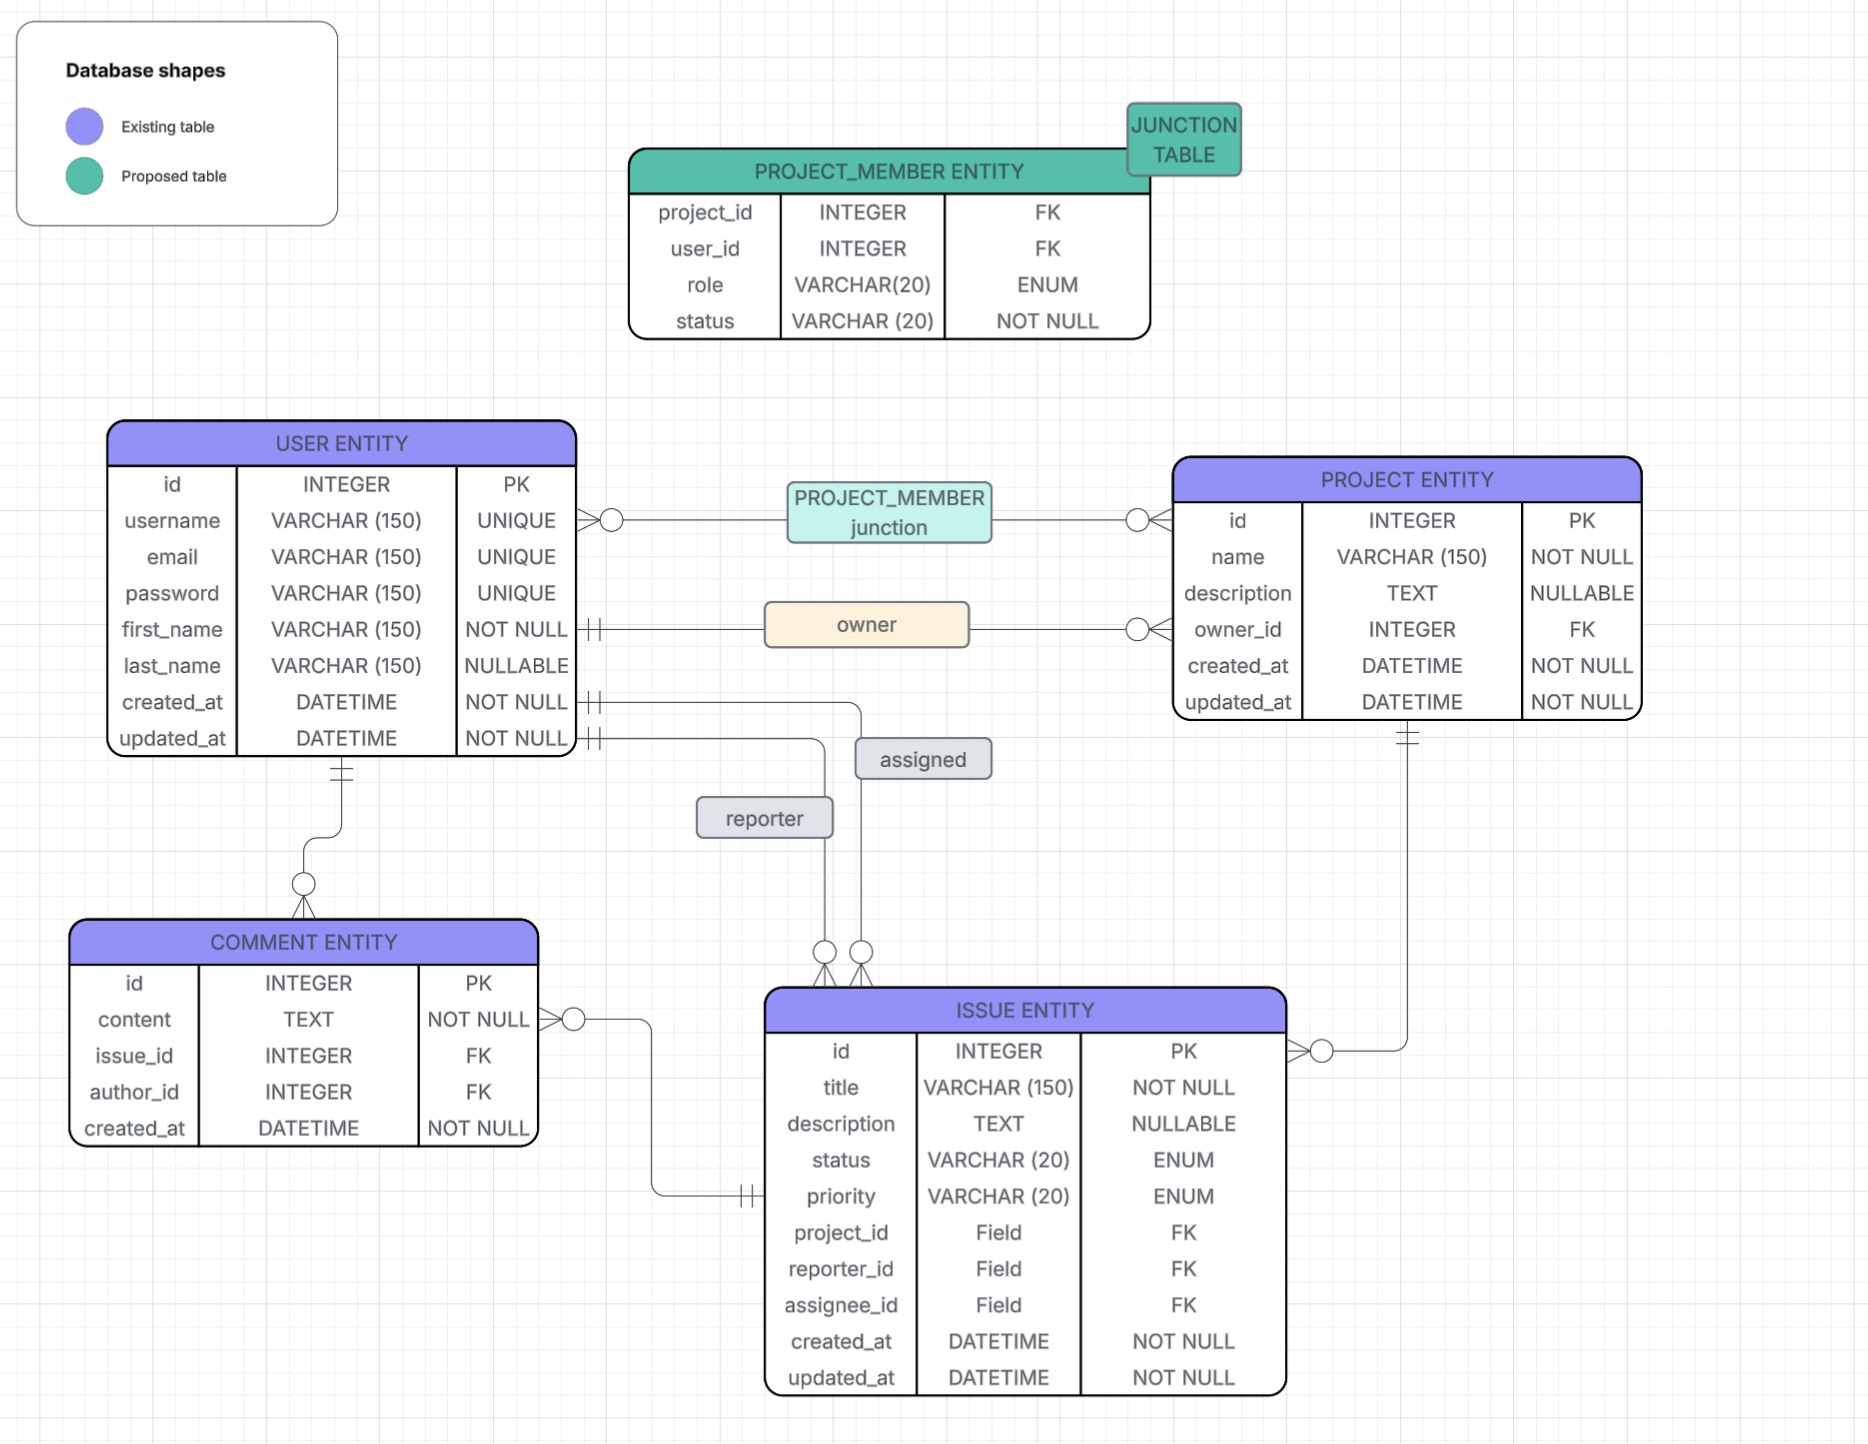 Database shapes
Existing table
Proposed table
JUNCTION
TABLE
PROJECT_MEMBER ENTITY
project_id INTEGER FK
user_id INTEGER FK
role VARCHAR(20) ENUM
status VARCHAR (20) NOT NULL
USER ENTITY
id INTEGER PK
username VARCHAR (150) UNIQUE
email VARCHAR (150) UNIQUE
password VARCHAR (150) UNIQUE
first_name VARCHAR (150) NOT NULL
last_name VARCHAR (150) NULLABLE
created_at DATETIME NOT NULL
updated_at DATETIME NOT NULL
PROJECT_MEMBER
junction
owner
assigned
reporter
PROJECT ENTITY
id INTEGER PK
name VARCHAR (150) NOT NULL
description TEXT NULLABLE
owner_id INTEGER FK
created_at DATETIME NOT NULL
updated_at DATETIME NOT NULL
COMMENT ENTITY
id INTEGER PK
content TEXT NOT NULL
issue_id INTEGER FK
author_id INTEGER FK
created_at DATETIME NOT NULL
ISSUE ENTITY
id INTEGER PK
title VARCHAR (150) NOT NULL
description TEXT NULLABLE
status VARCHAR (20) ENUM
priority VARCHAR (20) ENUM
project_id Field FK
reporter_id Field FK
assignee_id Field FK
created_at DATETIME NOT NULL
updated_at DATETIME NOT NULL